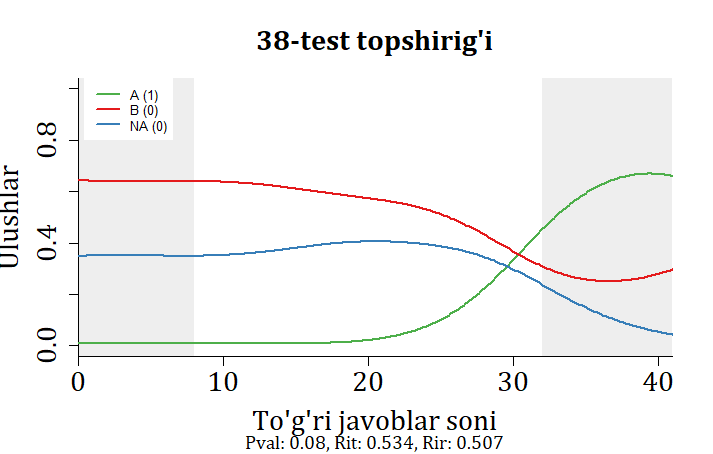 38-test topshirig'i
A (1)
B (0)
NA (0)
Ulushlar
0.0
0.4
0.8
0
10
20
30
40
To'g'ri javoblar soni
Pval: 0.08, Rit: 0.534, Rir: 0.507